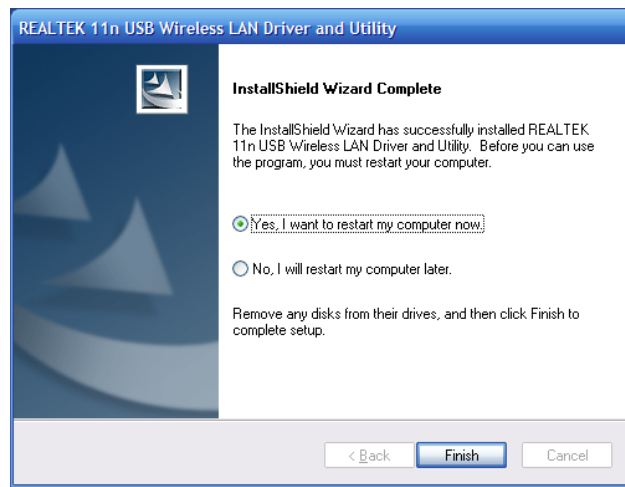 REALTEK 11n USB Wireless LAN Driver and Utility
InstallShield Wizard Complete
The InstallShield Wizard has successfully installed REALTEK
11n USB Wireless LAN Driver and Utility. Before you can use
the program, you must restart your computer.
Yes, I want to restart my computer now.
No, I will restart my computer later.
Remove any disks from their drives, and then click Finish to
complete setup.
< Back Finish Cancel